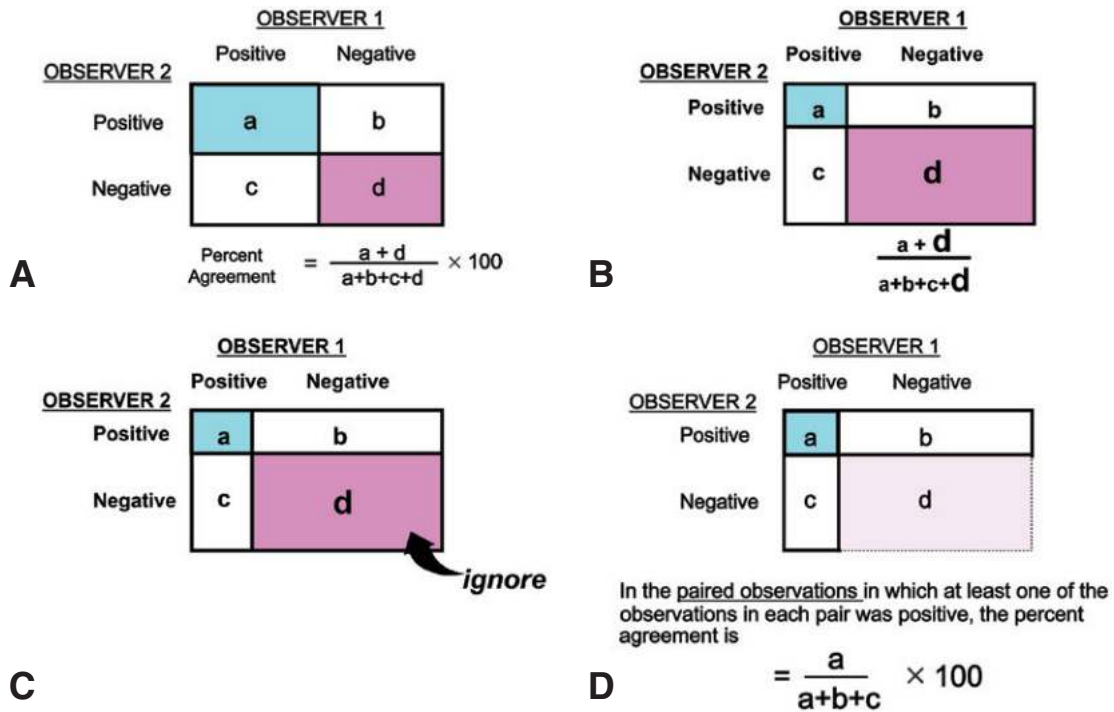 OBSERVER 1
Positive Negative
OBSERVER 2
Positive a b
Negative c d
Percent Agreement = a + d / a+b+c+d × 100
A
OBSERVER 1
Positive Negative
OBSERVER 2
Positive a b
Negative c d
a + d
a+b+c+d
B
OBSERVER 1
Positive Negative
OBSERVER 2
Positive a b
Negative c d
ignore
C
OBSERVER 1
Positive Negative
OBSERVER 2
Positive a b
Negative c d
In the paired observations in which at least one of the
observations in each pair was positive, the percent
agreement is
= a / a+b+c × 100
D